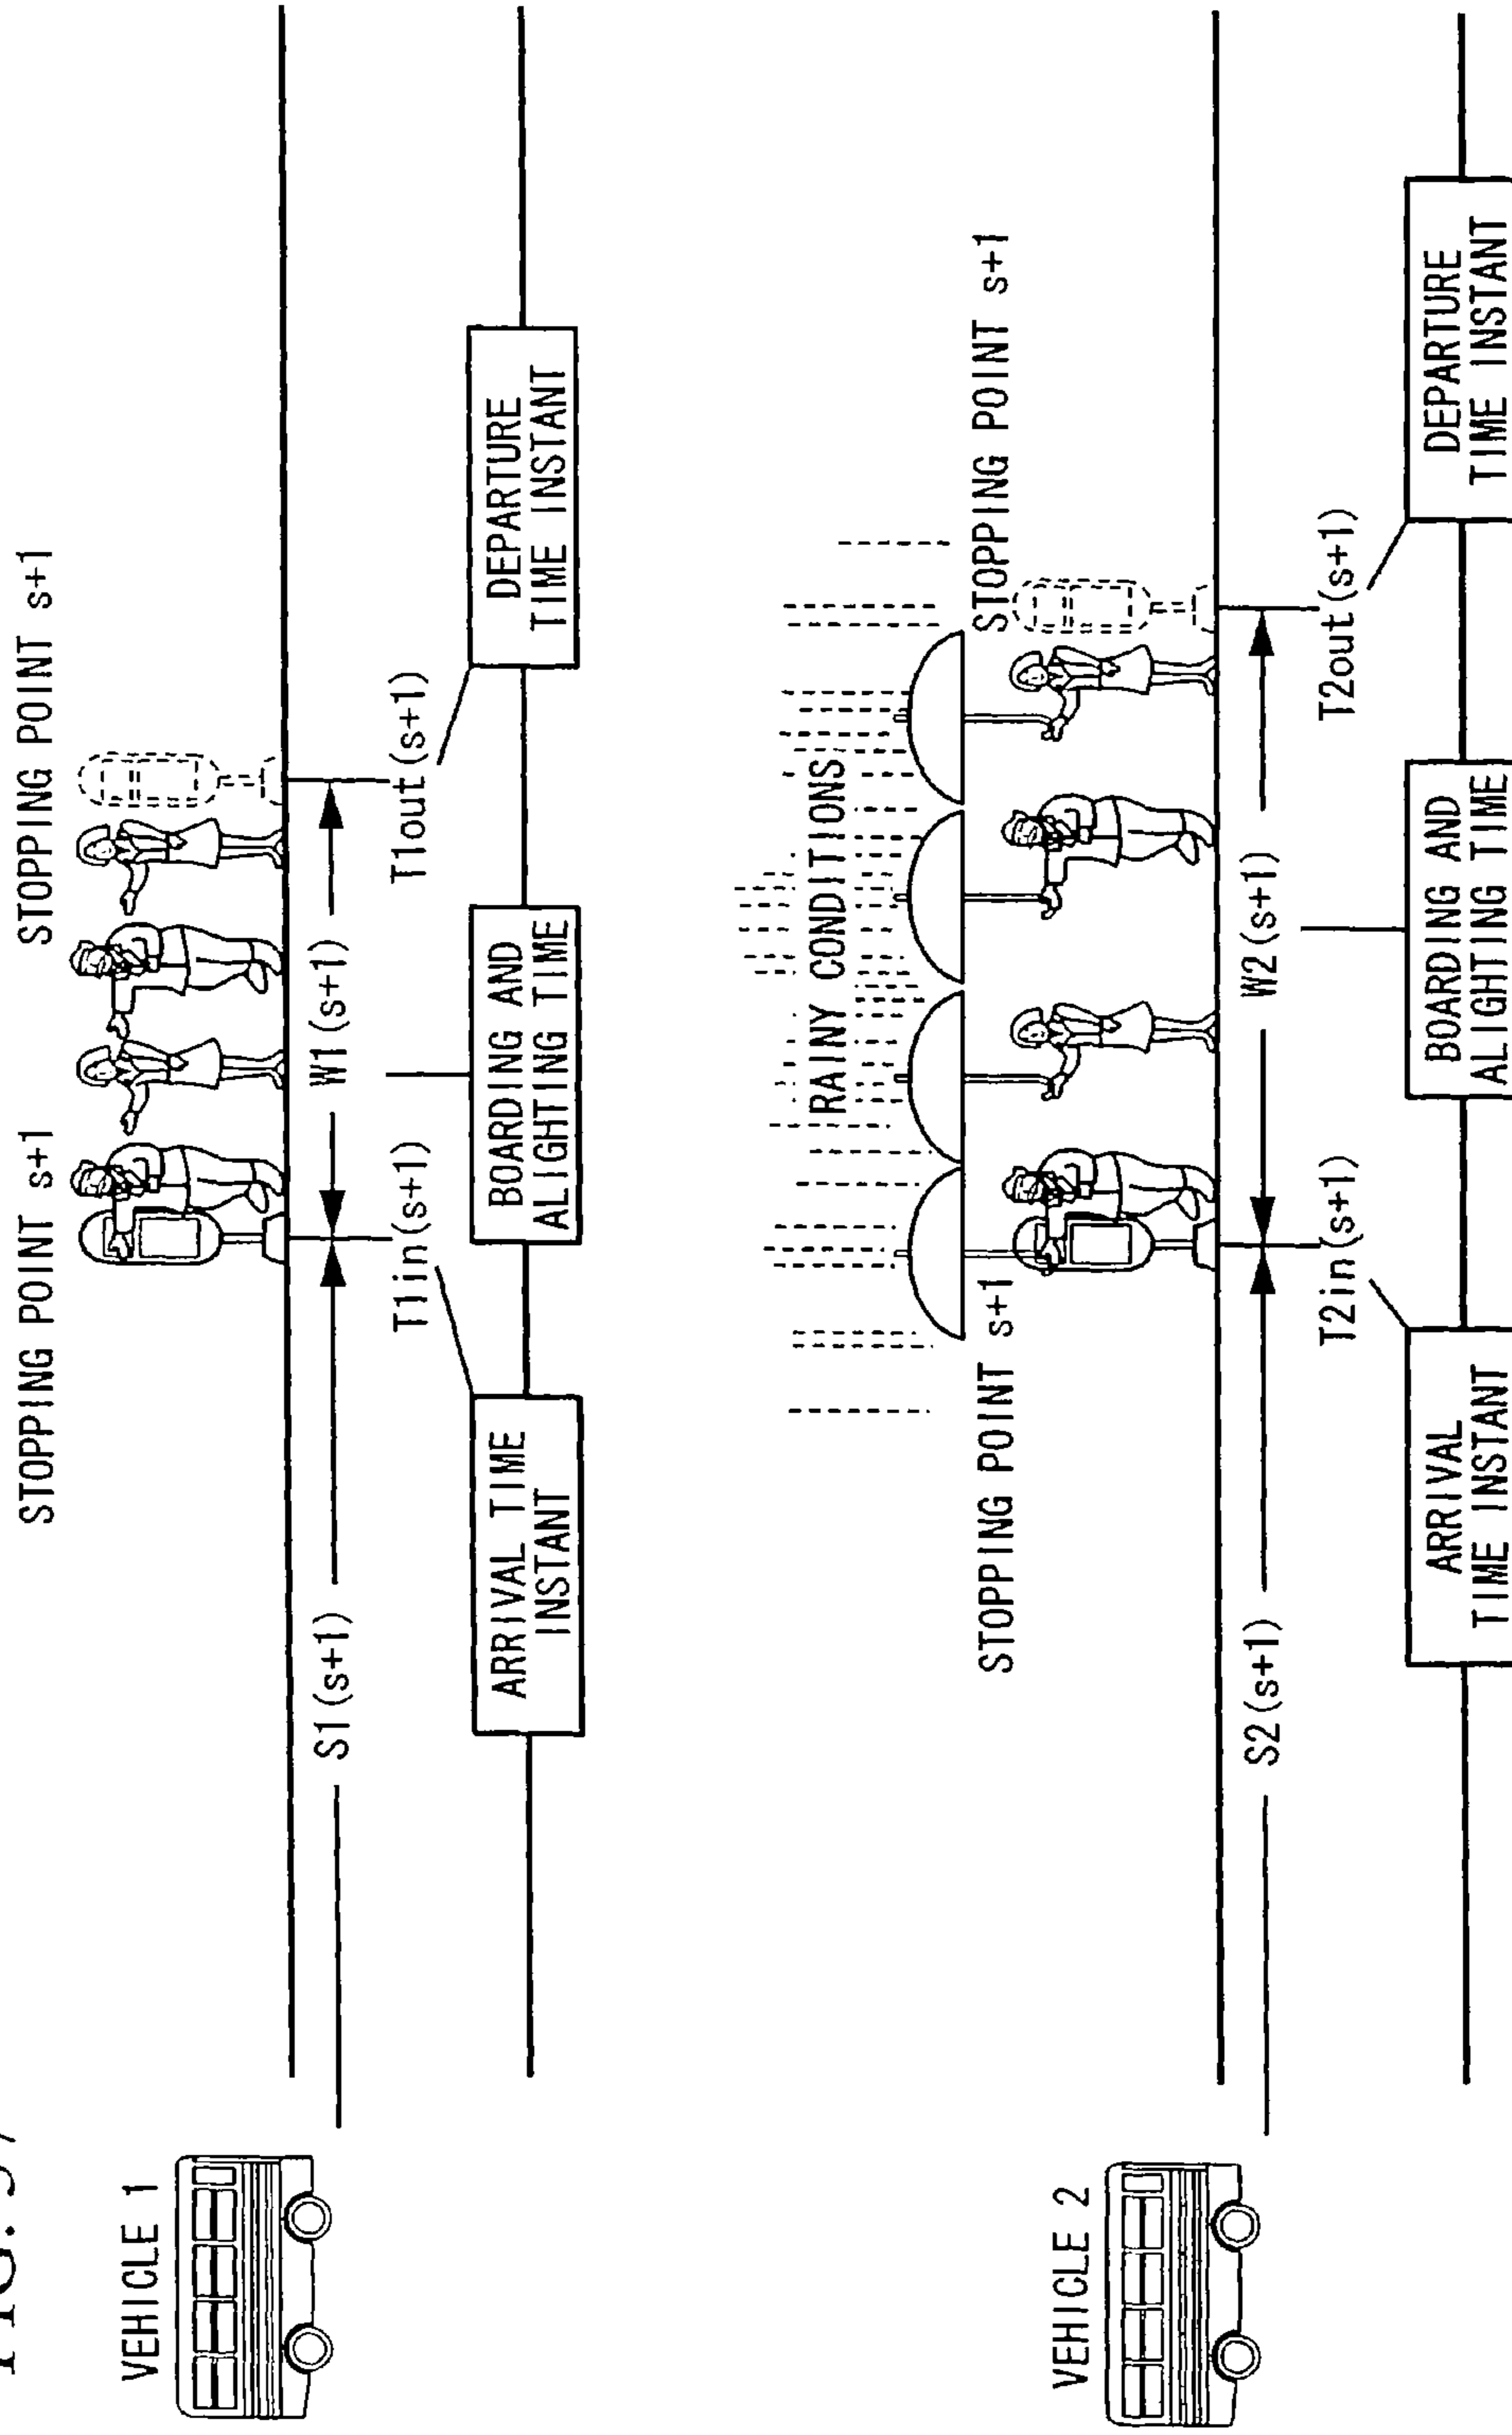 VEHICLE 1
STOPPING POINT s+1
STOPPING POINT s+1
S1(s+1)
W1(s+1)
T1in(s+1)
T1out(s+1)
ARRIVAL TIME
INSTANT
BOARDING AND
ALIGHTING TIME
DEPARTURE
TIME INSTANT
VEHICLE 2
RAINY CONDITIONS
STOPPING POINT s+1
STOPPING POINT s+1
S2(s+1)
W2(s+1)
T2in(s+1)
T2out(s+1)
ARRIVAL
TIME INSTANT
BOARDING AND
ALIGHTING TIME
DEPARTURE
TIME INSTANT